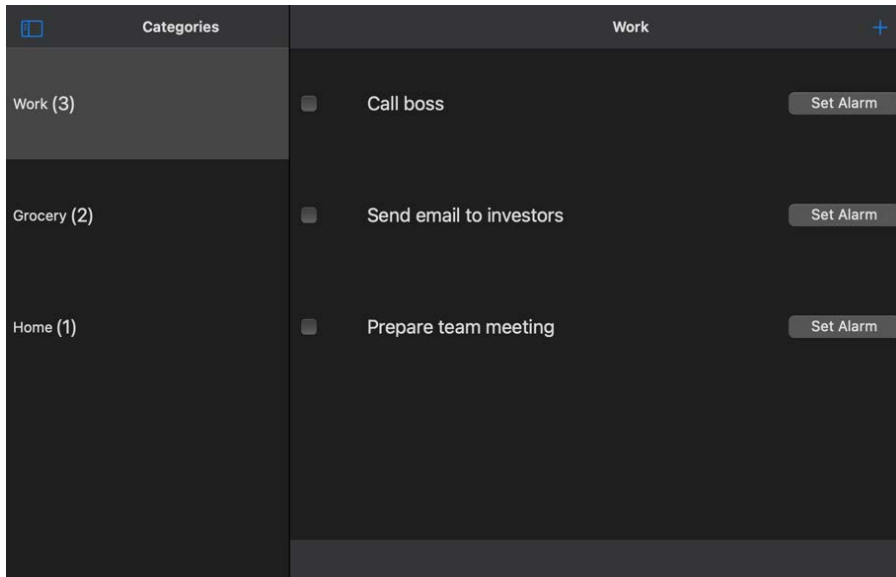 Categories
Work
Work (3)
Grocery (2)
Home (1)
Call boss
Set Alarm
Send email to investors
Set Alarm
Prepare team meeting
Set Alarm